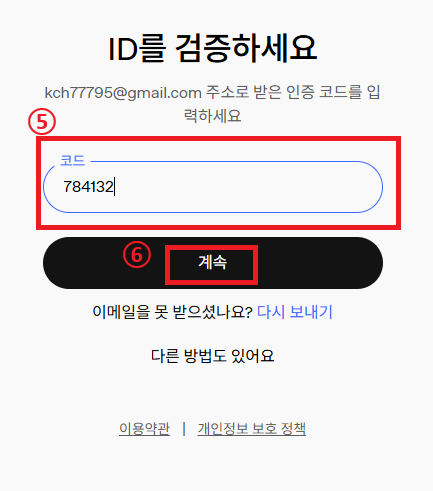 ID를 검증하세요
kch77795@gmail.com 주소로 받은 인증 코드를 입
력하세요
⑤
코드
784132
⑥
계속
이메일을 못 받으셨나요? 다시 보내기
다른 방법도 있어요
이용약관 | 개인정보 보호 정책